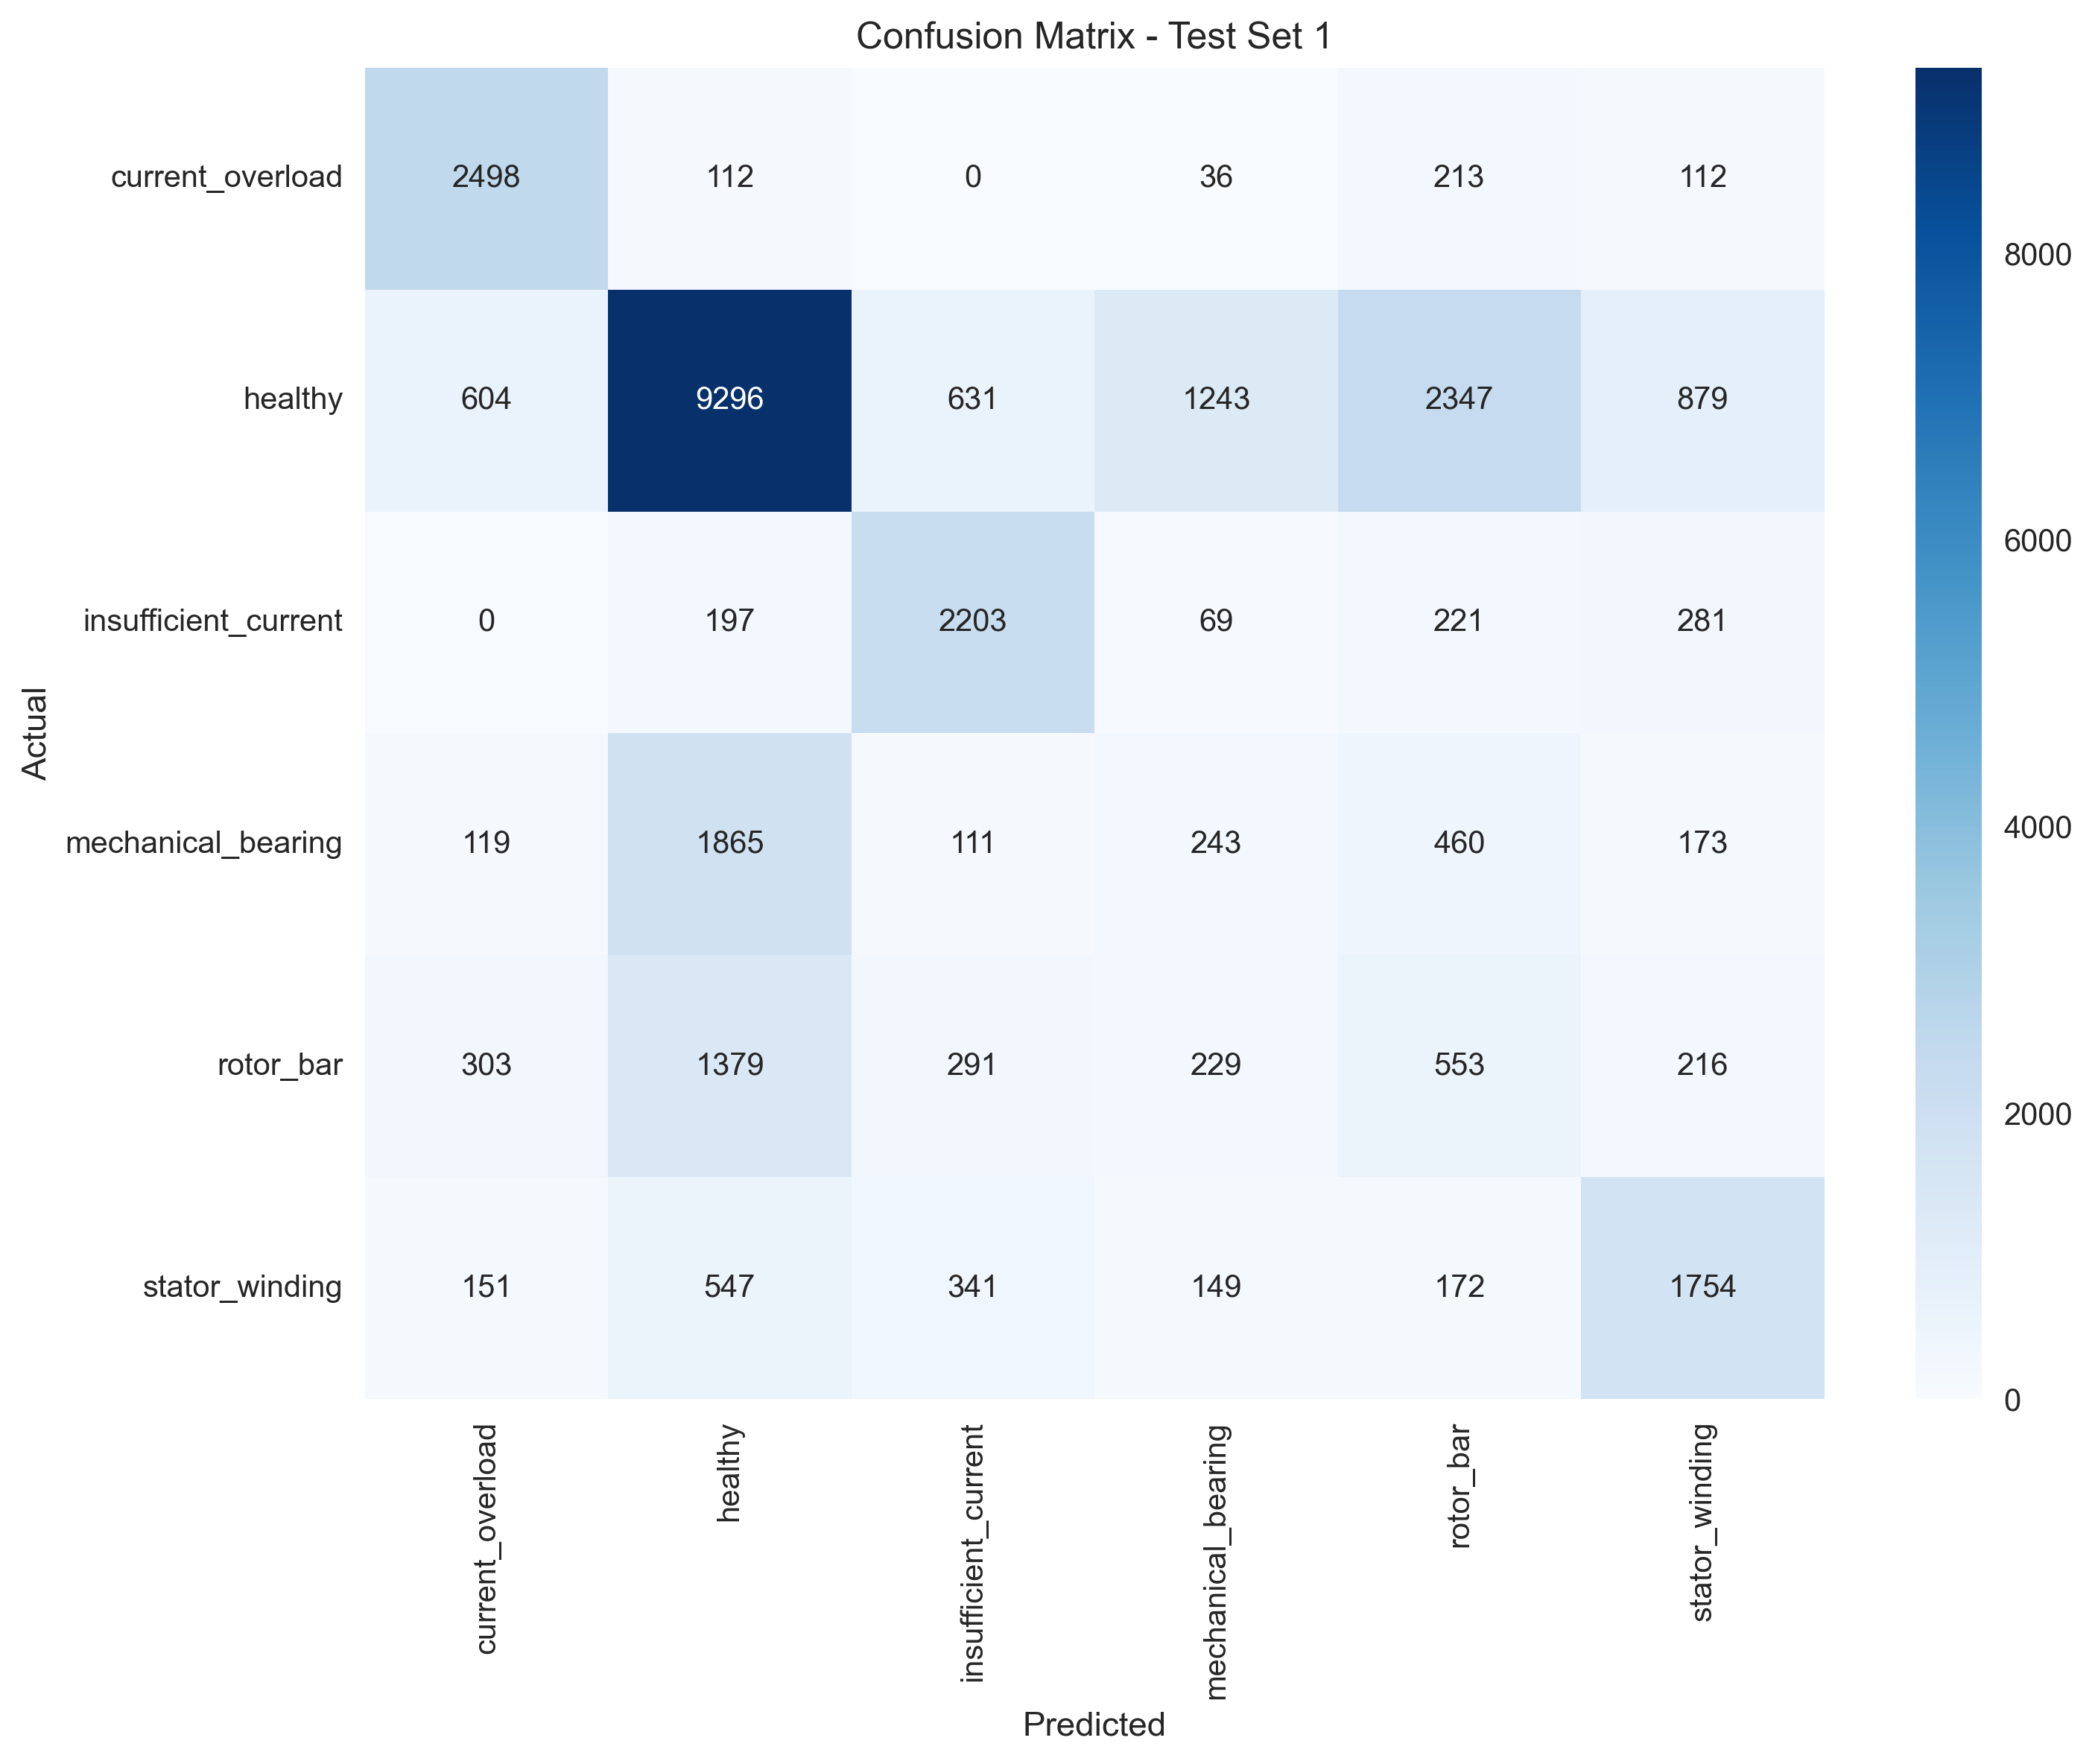 Confusion Matrix - Test Set 1
current_overload 2498 112 0 36 213 112
healthy 604 9296 631 1243 2347 879
insufficient_current 0 197 2203 69 221 281
mechanical_bearing 119 1865 111 243 460 173
rotor_bar 303 1379 291 229 553 216
stator_winding 151 547 341 149 172 1754
Actual
current_overload
healthy
insufficient_current
mechanical_bearing
rotor_bar
stator_winding
Predicted
8000
6000
4000
2000
0